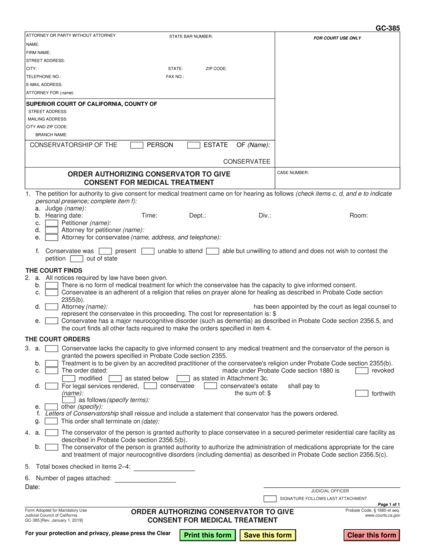 GC-385
ATTORNEY OR PARTY WITHOUT ATTORNEY STATE BAR NUMBER:
FOR COURT USE ONLY
NAME:
FIRM NAME:
STREET ADDRESS:
CITY: STATE: ZIP CODE:
TELEPHONE NO.: FAX NO.:
E-MAIL ADDRESS:
ATTORNEY FOR (name):
SUPERIOR COURT OF CALIFORNIA, COUNTY OF
STREET ADDRESS:
MAILING ADDRESS:
CITY AND ZIP CODE:
BRANCH NAME:
CONSERVATORSHIP OF THE PERSON ESTATE OF (Name):
CONSERVATEE
ORDER AUTHORIZING CONSERVATOR TO GIVE
CONSENT FOR MEDICAL TREATMENT
CASE NUMBER:
1. The petition for authority to give consent for medical treatment came on for hearing as follows (check items c, d, and e to indicate
personal presence; complete item f):
a. Judge (name):
b. Hearing date: Time: Dept.: Div.: Room:
c. Petitioner (name):
d. Attorney for petitioner (name):
e. Attorney for conservatee (name, address, and telephone):
f. Conservatee was present unable to attend able but unwilling to attend and does not wish to contest the
petition out of state
THE COURT FINDS
2. a. All notices required by law have been given.
b. There is no form of medical treatment for which the conservatee has the capacity to give informed consent.
c. Conservatee is an adherent of a religion that relies on prayer alone for healing as described in Probate Code section
2355(b).
d. Attorney (name): has been appointed by the court as legal counsel to
represent the conservatee in this proceeding. The cost for representation is: $
e. Conservatee has a major neurocognitive disorder (such as dementia) as described in Probate Code section 2356.5, and
the court finds all other facts required to make the orders specified in item 4.
THE COURT ORDERS
3. a. Conservatee lacks the capacity to give informed consent to any medical treatment and the conservator of the person is
granted the powers specified in Probate Code section 2355.
b. Treatment is to be given by an accredited practitioner of the conservatee's religion under Probate Code section 2355(b).
c. The order dated: made under Probate Code section 1880 is revoked
modified as stated below as stated in Attachment 3c.
d. For legal services rendered, conservatee conservatee's estate shall pay to
(name): the sum of: $ forthwith
as follows (specify terms):
e. other (specify):
f. Letters of Conservatorship shall reissue and include a statement that conservator has the powers ordered.
g. This order shall terminate on (date):
4. a. The conservator of the person is granted authority to place conservatee in a secured-perimeter residential care facility as
described in Probate Code section 2356.5(b).
b. The conservator of the person is granted authority to authorize the administration of medications appropriate for the care
and treatment of major neurocognitive disorders (including dementia) as described in Probate Code section 2356.5(c).
5. Total boxes checked in items 2–4:
6. Number of pages attached:
Date:
JUDICIAL OFFICER
SIGNATURE FOLLOWS LAST ATTACHMENT
Page 1 of 1
Form Adopted for Mandatory Use
Judicial Council of California
GC-385 [Rev. January 1, 2019]
ORDER AUTHORIZING CONSERVATOR TO GIVE
CONSENT FOR MEDICAL TREATMENT
Probate Code, § 1880 et seq.
www.courts.ca.gov
For your protection and privacy, please press the Clear
Print this form Save this form Clear this form